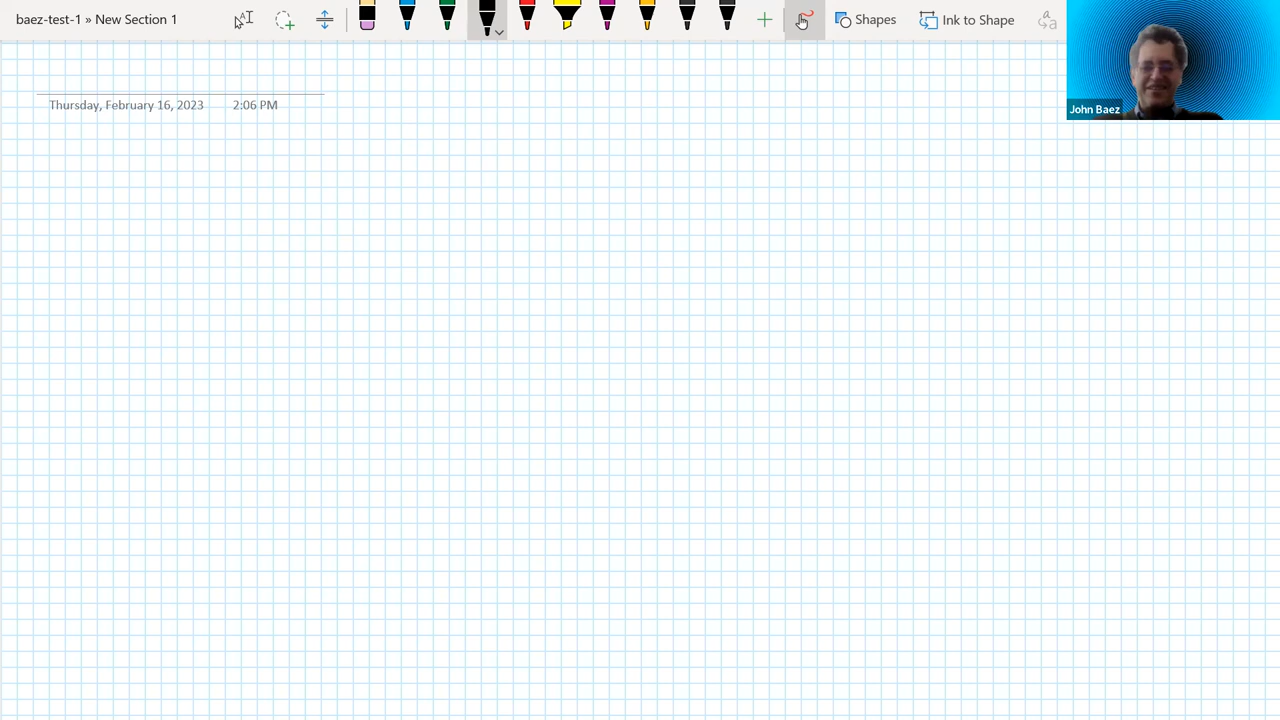 baez-test-1 » New Section 1
Shapes
Ink to Shape
Thursday, February 16, 2023 2:06 PM
John Baez